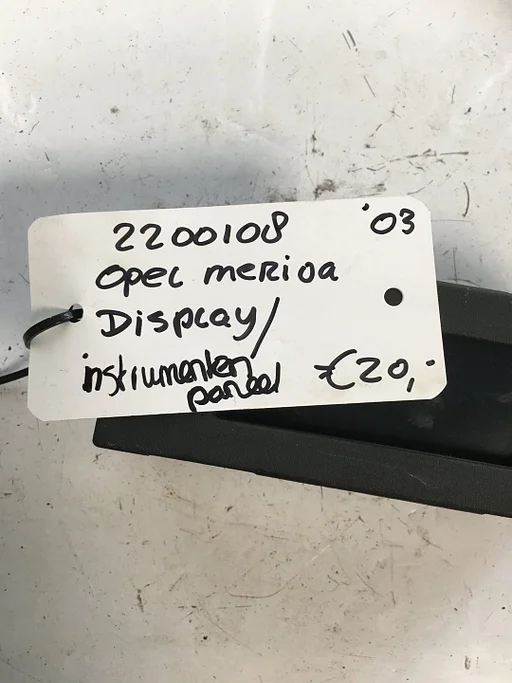 2200108 '03
Opel meriva
Display/
instrumenten
paneel €20,-